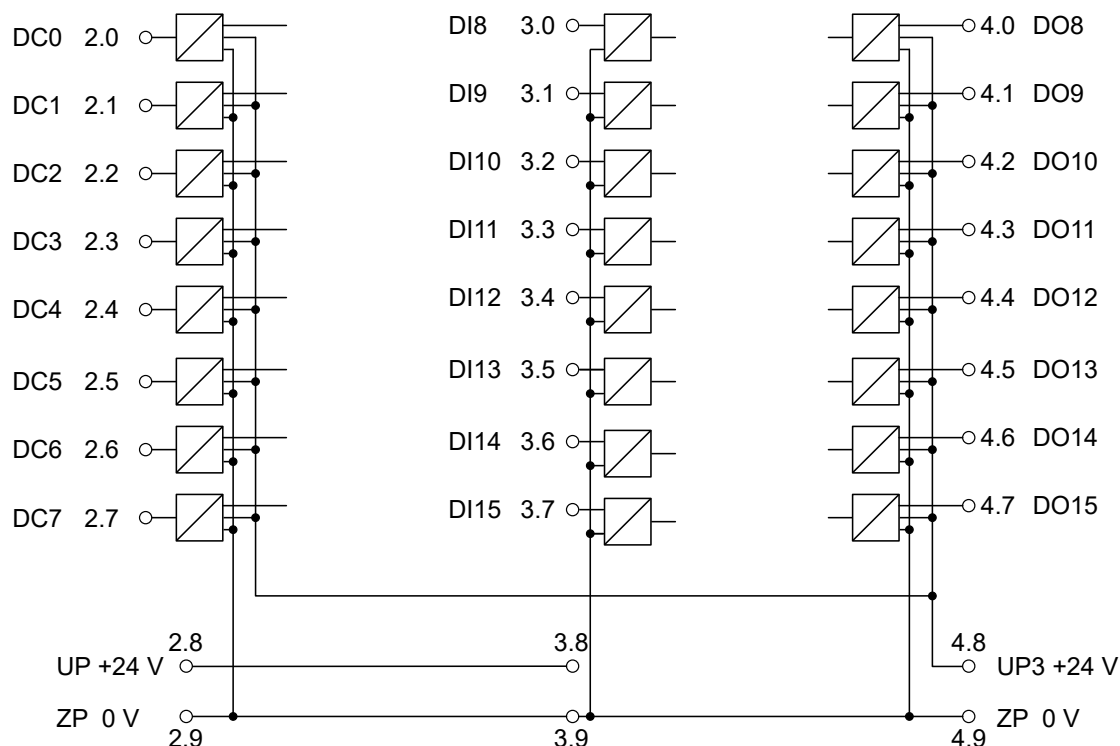 DC0 2.0 DI8 3.0 4.0 DO8
DC1 2.1 DI9 3.1 4.1 DO9
DC2 2.2 DI10 3.2 4.2 DO10
DC3 2.3 DI11 3.3 4.3 DO11
DC4 2.4 DI12 3.4 4.4 DO12
DC5 2.5 DI13 3.5 4.5 DO13
DC6 2.6 DI14 3.6 4.6 DO14
DC7 2.7 DI15 3.7 4.7 DO15
2.8 3.8 4.8
UP +24 V UP3 +24 V
ZP 0 V ZP 0 V
2.9 3.9 4.9